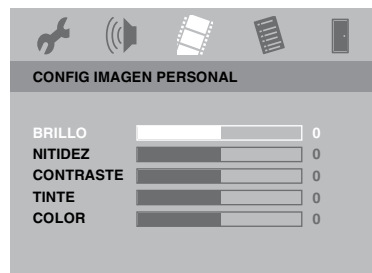 CONFIG IMAGEN PERSONAL
BRILLO 0
NITIDEZ 0
CONTRASTE 0
TINTE 0
COLOR 0